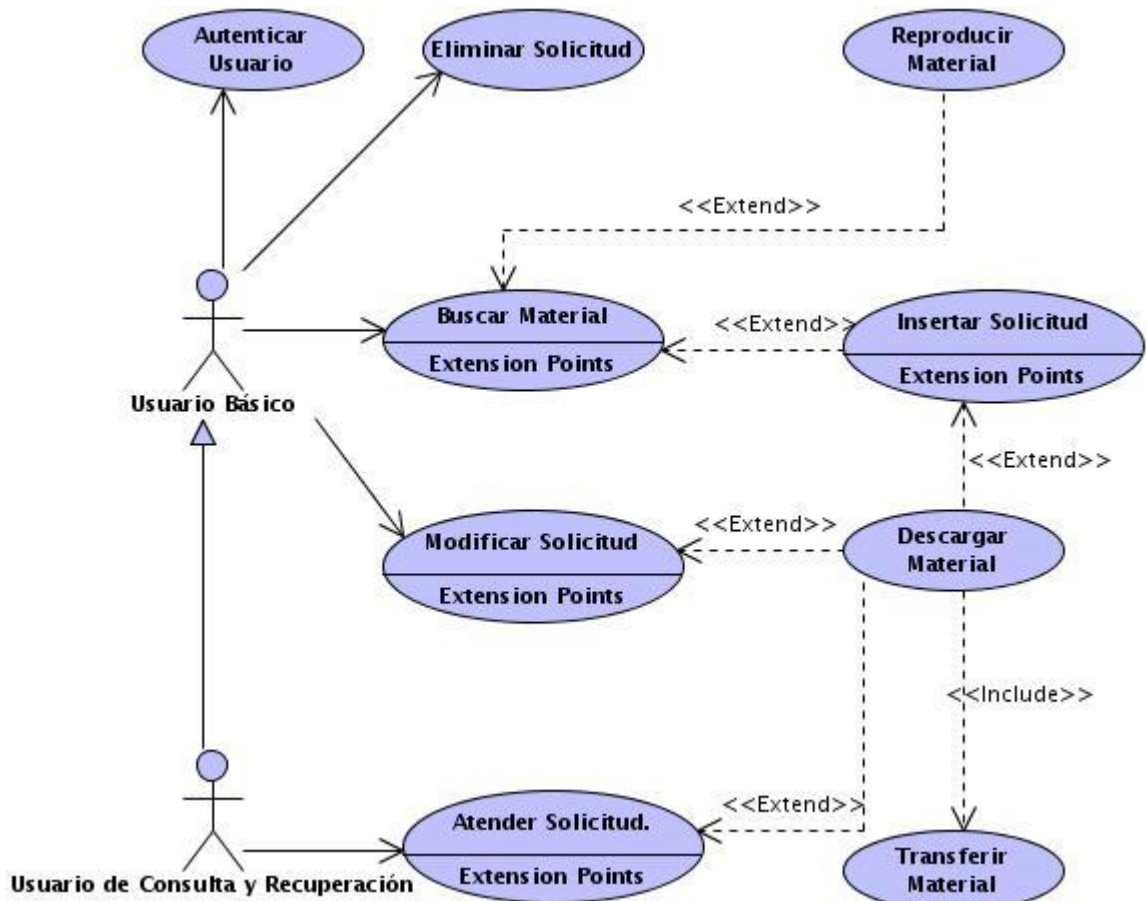 Autenticar
Usuario
Eliminar Solicitud
Reproducir
Material
<<Extend>>
Buscar Material
Extension Points
<<Extend>>
Insertar Solicitud
Extension Points
Usuario Básico
<<Extend>>
Modificar Solicitud
Extension Points
<<Extend>>
Descargar
Material
<<Include>>
Atender Solicitud.
Extension Points
<<Extend>>
Transferir
Material
Usuario de Consulta y Recuperación